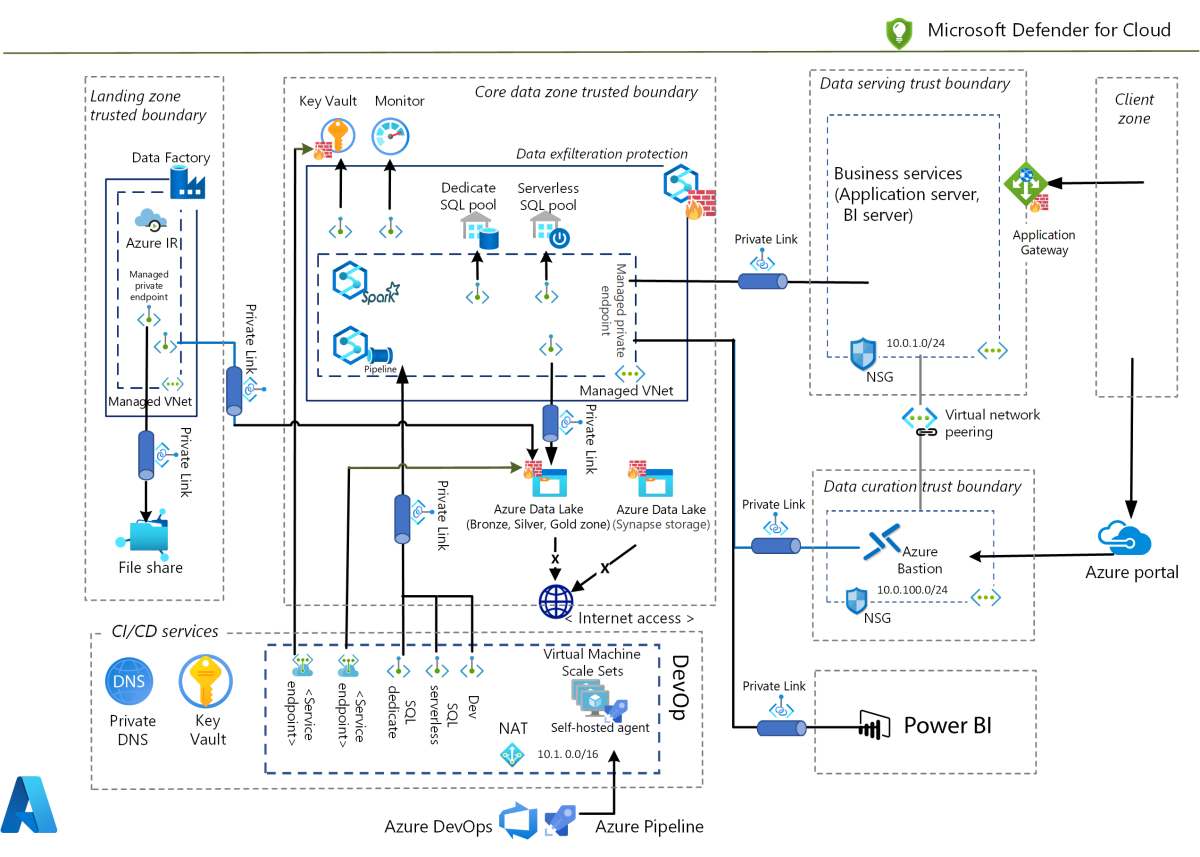 Microsoft Defender for Cloud
Landing zone
trusted boundary
Data Factory
Azure IR
Managed
private
endpoint
Managed VNet
Private Link
Private Link
File share
Core data zone trusted boundary
Key Vault
Monitor
Data exfilteration protection
Dedicate
SQL pool
Serverless
SQL pool
Spark
Pipeline
Managed private
endpoint
Managed VNet
Private Link
Private Link
Azure Data Lake
(Bronze, Silver, Gold zone)
Azure Data Lake
(Synapse storage)
x
x
< Internet access >
Data serving trust boundary
Business services
(Application server,
BI server)
Private Link
10.0.1.0/24
NSG
Application
Gateway
Client
zone
Virtual network
peering
Data curation trust boundary
Private Link
Azure
Bastion
10.0.100.0/24
NSG
Azure portal
Private Link
Power BI
CI/CD services
DNS
Private
DNS
Key
Vault
<Service
endpoint>
<Service
endpoint>
SQL
dedicate
SQL
serverless
Dev
Virtual Machine
Scale Sets
Self-hosted agent
NAT
10.1. 0.0/16
DevOp
Azure DevOps
Azure Pipeline